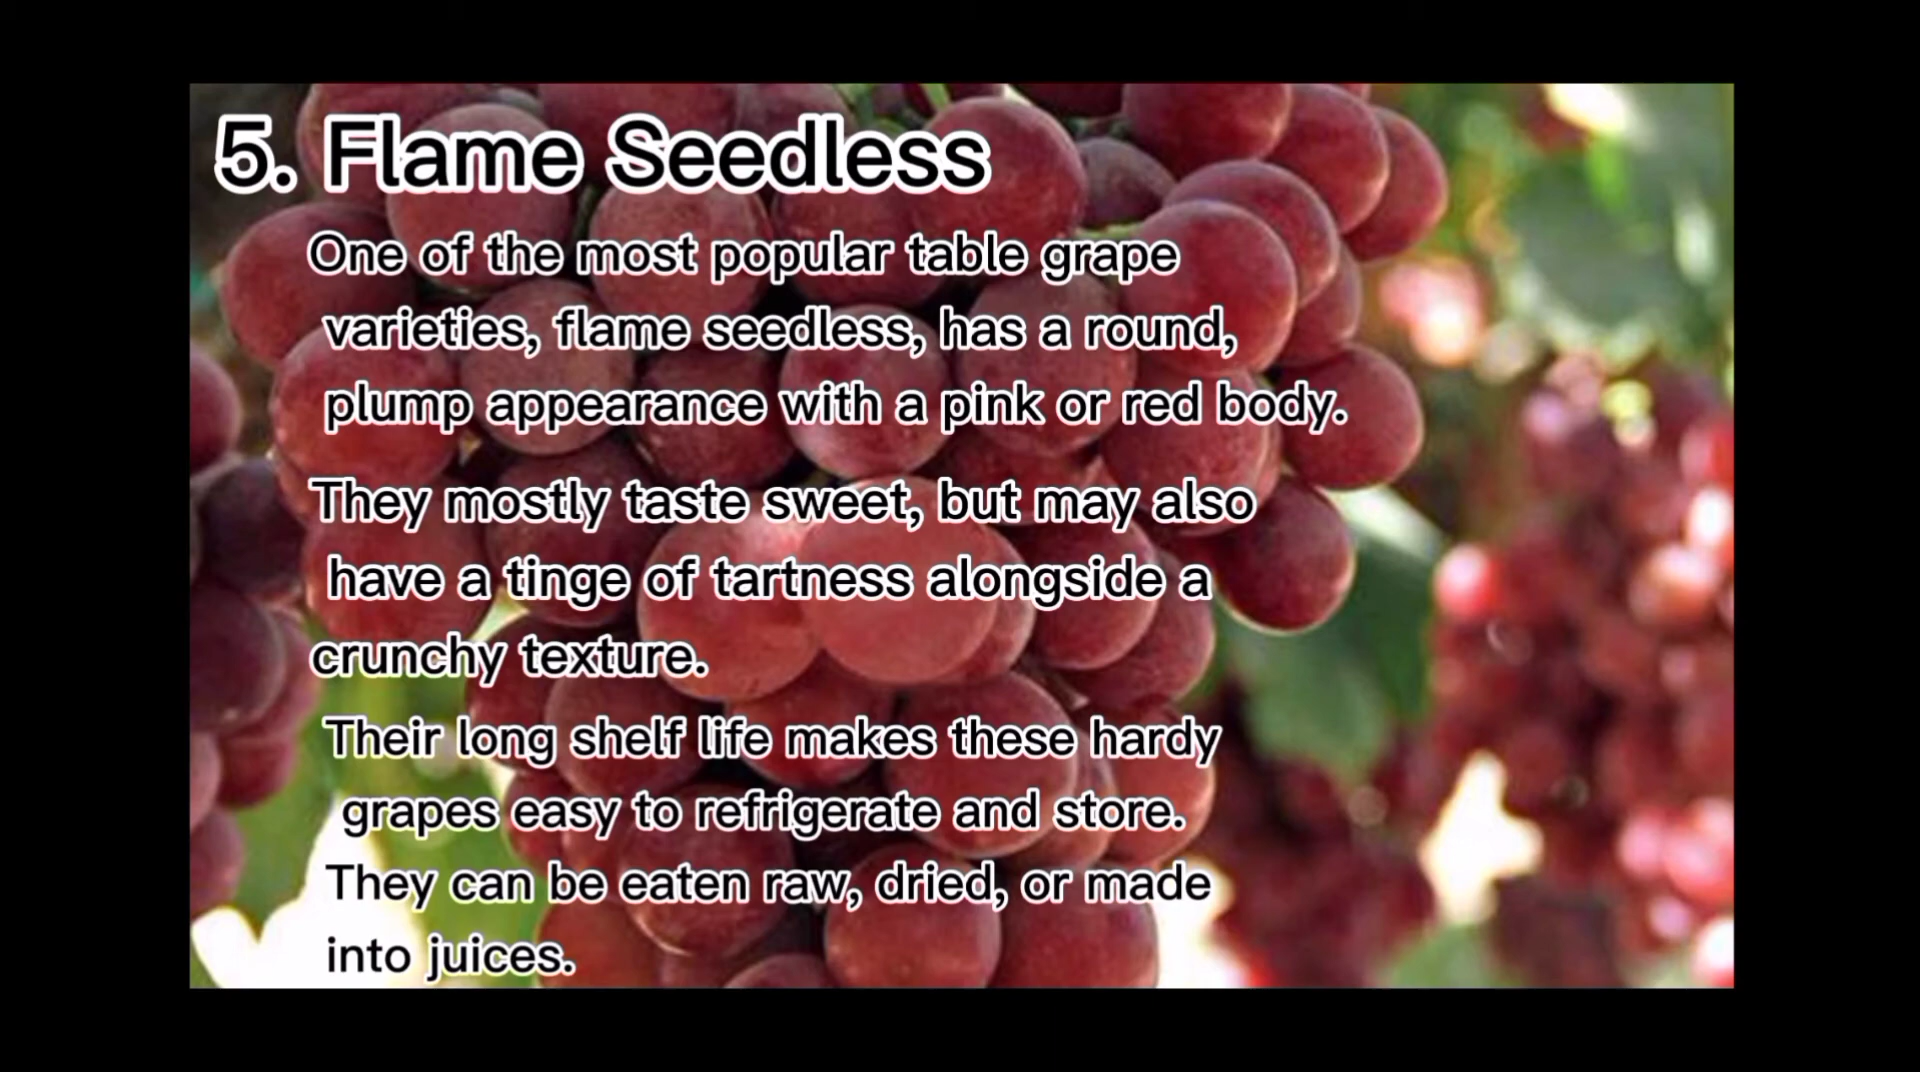 5. Flame Seedless
One of the most popular table grape
varieties, flame seedless, has a round,
plump appearance with a pink or red body.
They mostly taste sweet, but may also
have a tinge of tartness alongside a
crunchy texture.
Their long shelf life makes these hardy
grapes easy to refrigerate and store.
They can be eaten raw, dried, or made
into juices.